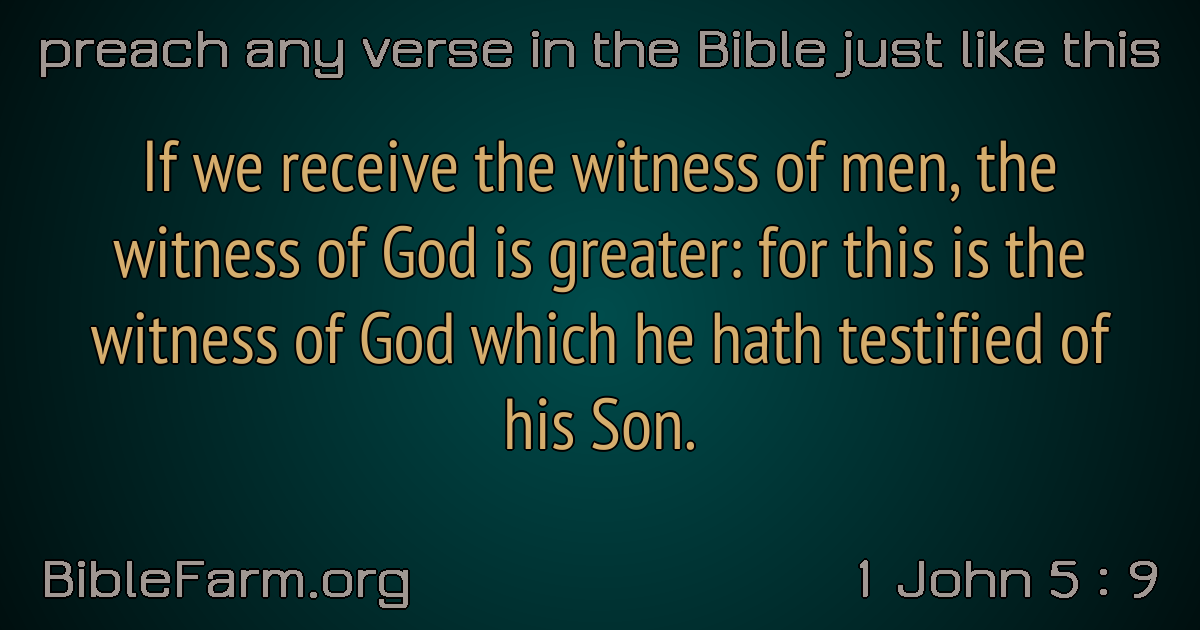 preach any verse in the Bible just like this
If we receive the witness of men, the
witness of God is greater: for this is the
witness of God which he hath testified of
his Son.
BibleFarm.org
1 John 5 : 9